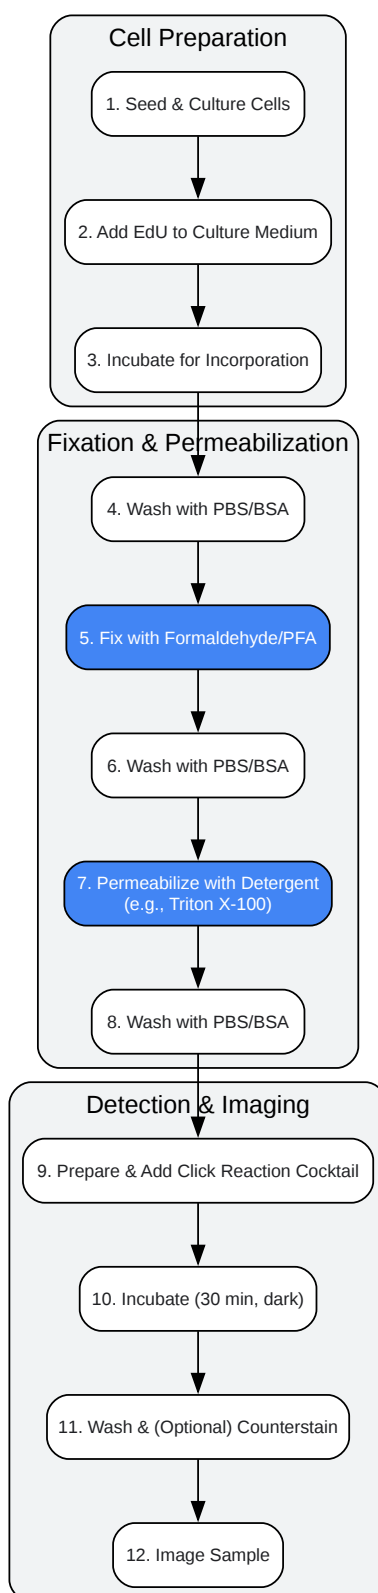 Cell Preparation
1. Seed & Culture Cells
2. Add EdU to Culture Medium
3. Incubate for Incorporation
Fixation & Permeabilization
4. Wash with PBS/BSA
5. Fix with Formaldehyde/PFA
6. Wash with PBS/BSA
7. Permeabilize with Detergent
(e.g., Triton X-100)
8. Wash with PBS/BSA
Detection & Imaging
9. Prepare & Add Click Reaction Cocktail
10. Incubate (30 min, dark)
11. Wash & (Optional) Counterstain
12. Image Sample